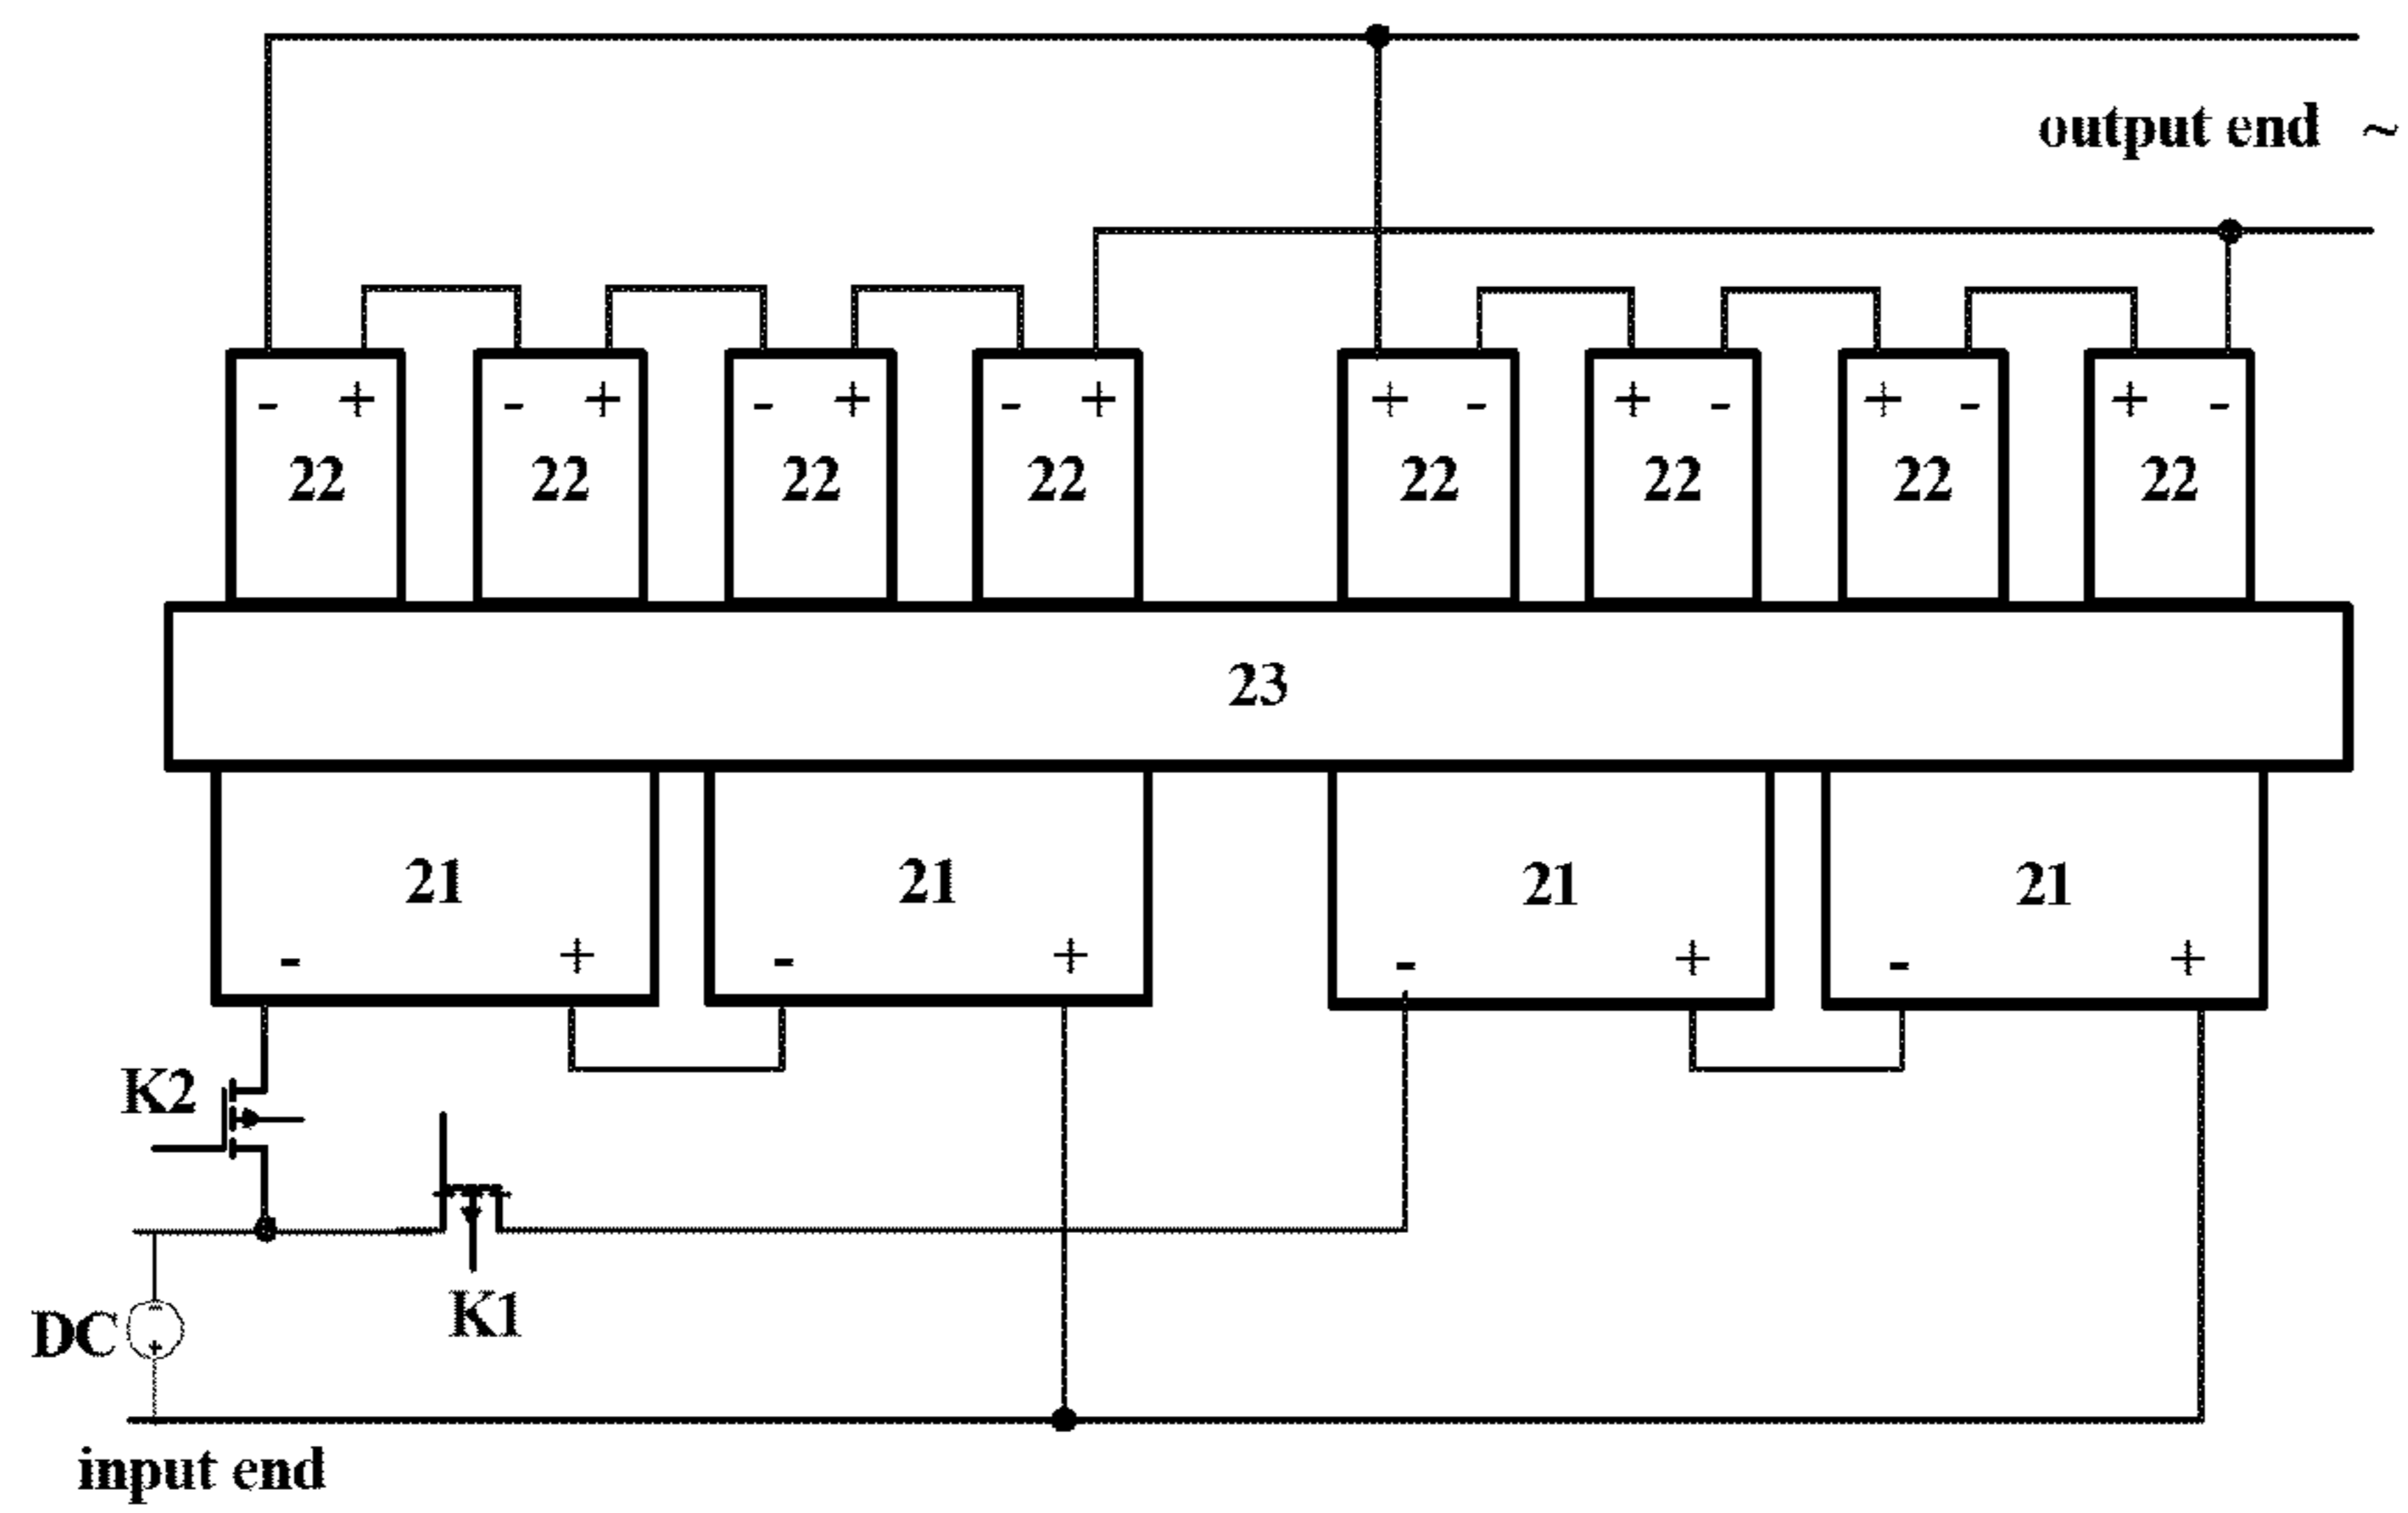 output end ~
- + - + - + - + + - + - + - + -
22 22 22 22 22 22 22 22
23
21 21 21 21
- + - + - + - +
K2
K1
DC
-
+
input end